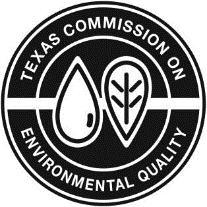 TEXAS COMMISSION ON
ENVIRONMENTAL QUALITY